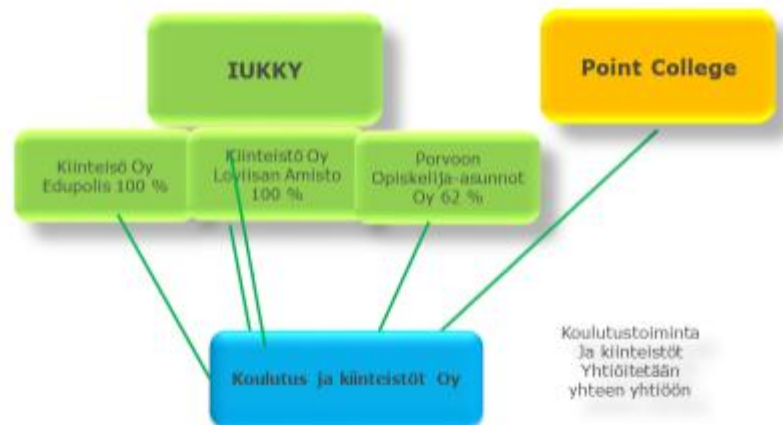 IUKKY
Point College
Kiinteisö Oy
Edupolis 100 %
Kiinteistö Oy
Loviisan Amisto
100 %
Porvoon
Opiskelija-asunnot
Oy 62 %
Koulutus ja kiinteistöt Oy
Koulutustoiminta
Ja kiinteistöt
Yhtiöitetään
yhteen yhtiöön